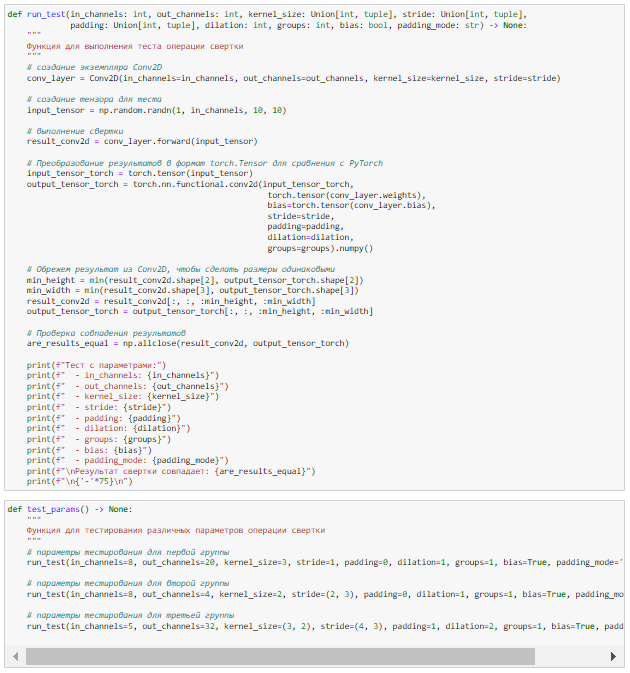 def run_test(in_channels: int, out_channels: int, kernel_size: Union[int, tuple], stride: Union[int, tuple],
padding: Union[int, tuple], dilation: int, groups: int, bias: bool, padding_mode: str) -> None:
"""
Функция для выполнения теста операции свертки
"""
# создание экземпляра Conv2D
conv_layer = Conv2D(in_channels=in_channels, out_channels=out_channels, kernel_size=kernel_size, stride=stride)
# создание тензора для теста
input_tensor = np.random.randn(1, in_channels, 10, 10)
# выполнение свертки
result_conv2d = conv_layer.forward(input_tensor)
# Преобразование результатов в формат torch.Tensor для сравнения с PyTorch
input_tensor_torch = torch.tensor(input_tensor)
output_tensor_torch = torch.nn.functional.conv2d(input_tensor_torch,
torch.tensor(conv_layer.weights),
bias=torch.tensor(conv_layer.bias),
stride=stride,
padding=padding,
dilation=dilation,
groups=groups).numpy()
# Обрежем результат из Conv2D, чтобы сделать размеры одинаковыми
min_height = min(result_conv2d.shape[2], output_tensor_torch.shape[2])
min_width = min(result_conv2d.shape[3], output_tensor_torch.shape[3])
result_conv2d = result_conv2d[:, :, :min_height, :min_width]
output_tensor_torch = output_tensor_torch[:, :, :min_height, :min_width]
# Проверка совпадения результатов
are_results_equal = np.allclose(result_conv2d, output_tensor_torch)
print(f"Тест с параметрами:")
print(f"  - in_channels: {in_channels}")
print(f"  - out_channels: {out_channels}")
print(f"  - kernel_size: {kernel_size}")
print(f"  - stride: {stride}")
print(f"  - padding: {padding}")
print(f"  - dilation: {dilation}")
print(f"  - groups: {groups}")
print(f"  - bias: {bias}")
print(f"  - padding_mode: {padding_mode}")
print(f"\nРезультат свертки совпадает: {are_results_equal}")
print(f"\n{'-'*75}\n")
def test_params() -> None:
"""
Функция для тестирования различных параметров операции свертки
"""
# параметры тестирования для первой группы
run_test(in_channels=8, out_channels=20, kernel_size=3, stride=1, padding=0, dilation=1, groups=1, bias=True, padding_mode='
# параметры тестирования для второй группы
run_test(in_channels=8, out_channels=4, kernel_size=2, stride=(2, 3), padding=0, dilation=1, groups=1, bias=True, padding_mo
# параметры тестирования для третьей группы
run_test(in_channels=5, out_channels=32, kernel_size=(3, 2), stride=(4, 3), padding=1, dilation=2, groups=1, bias=True, padd